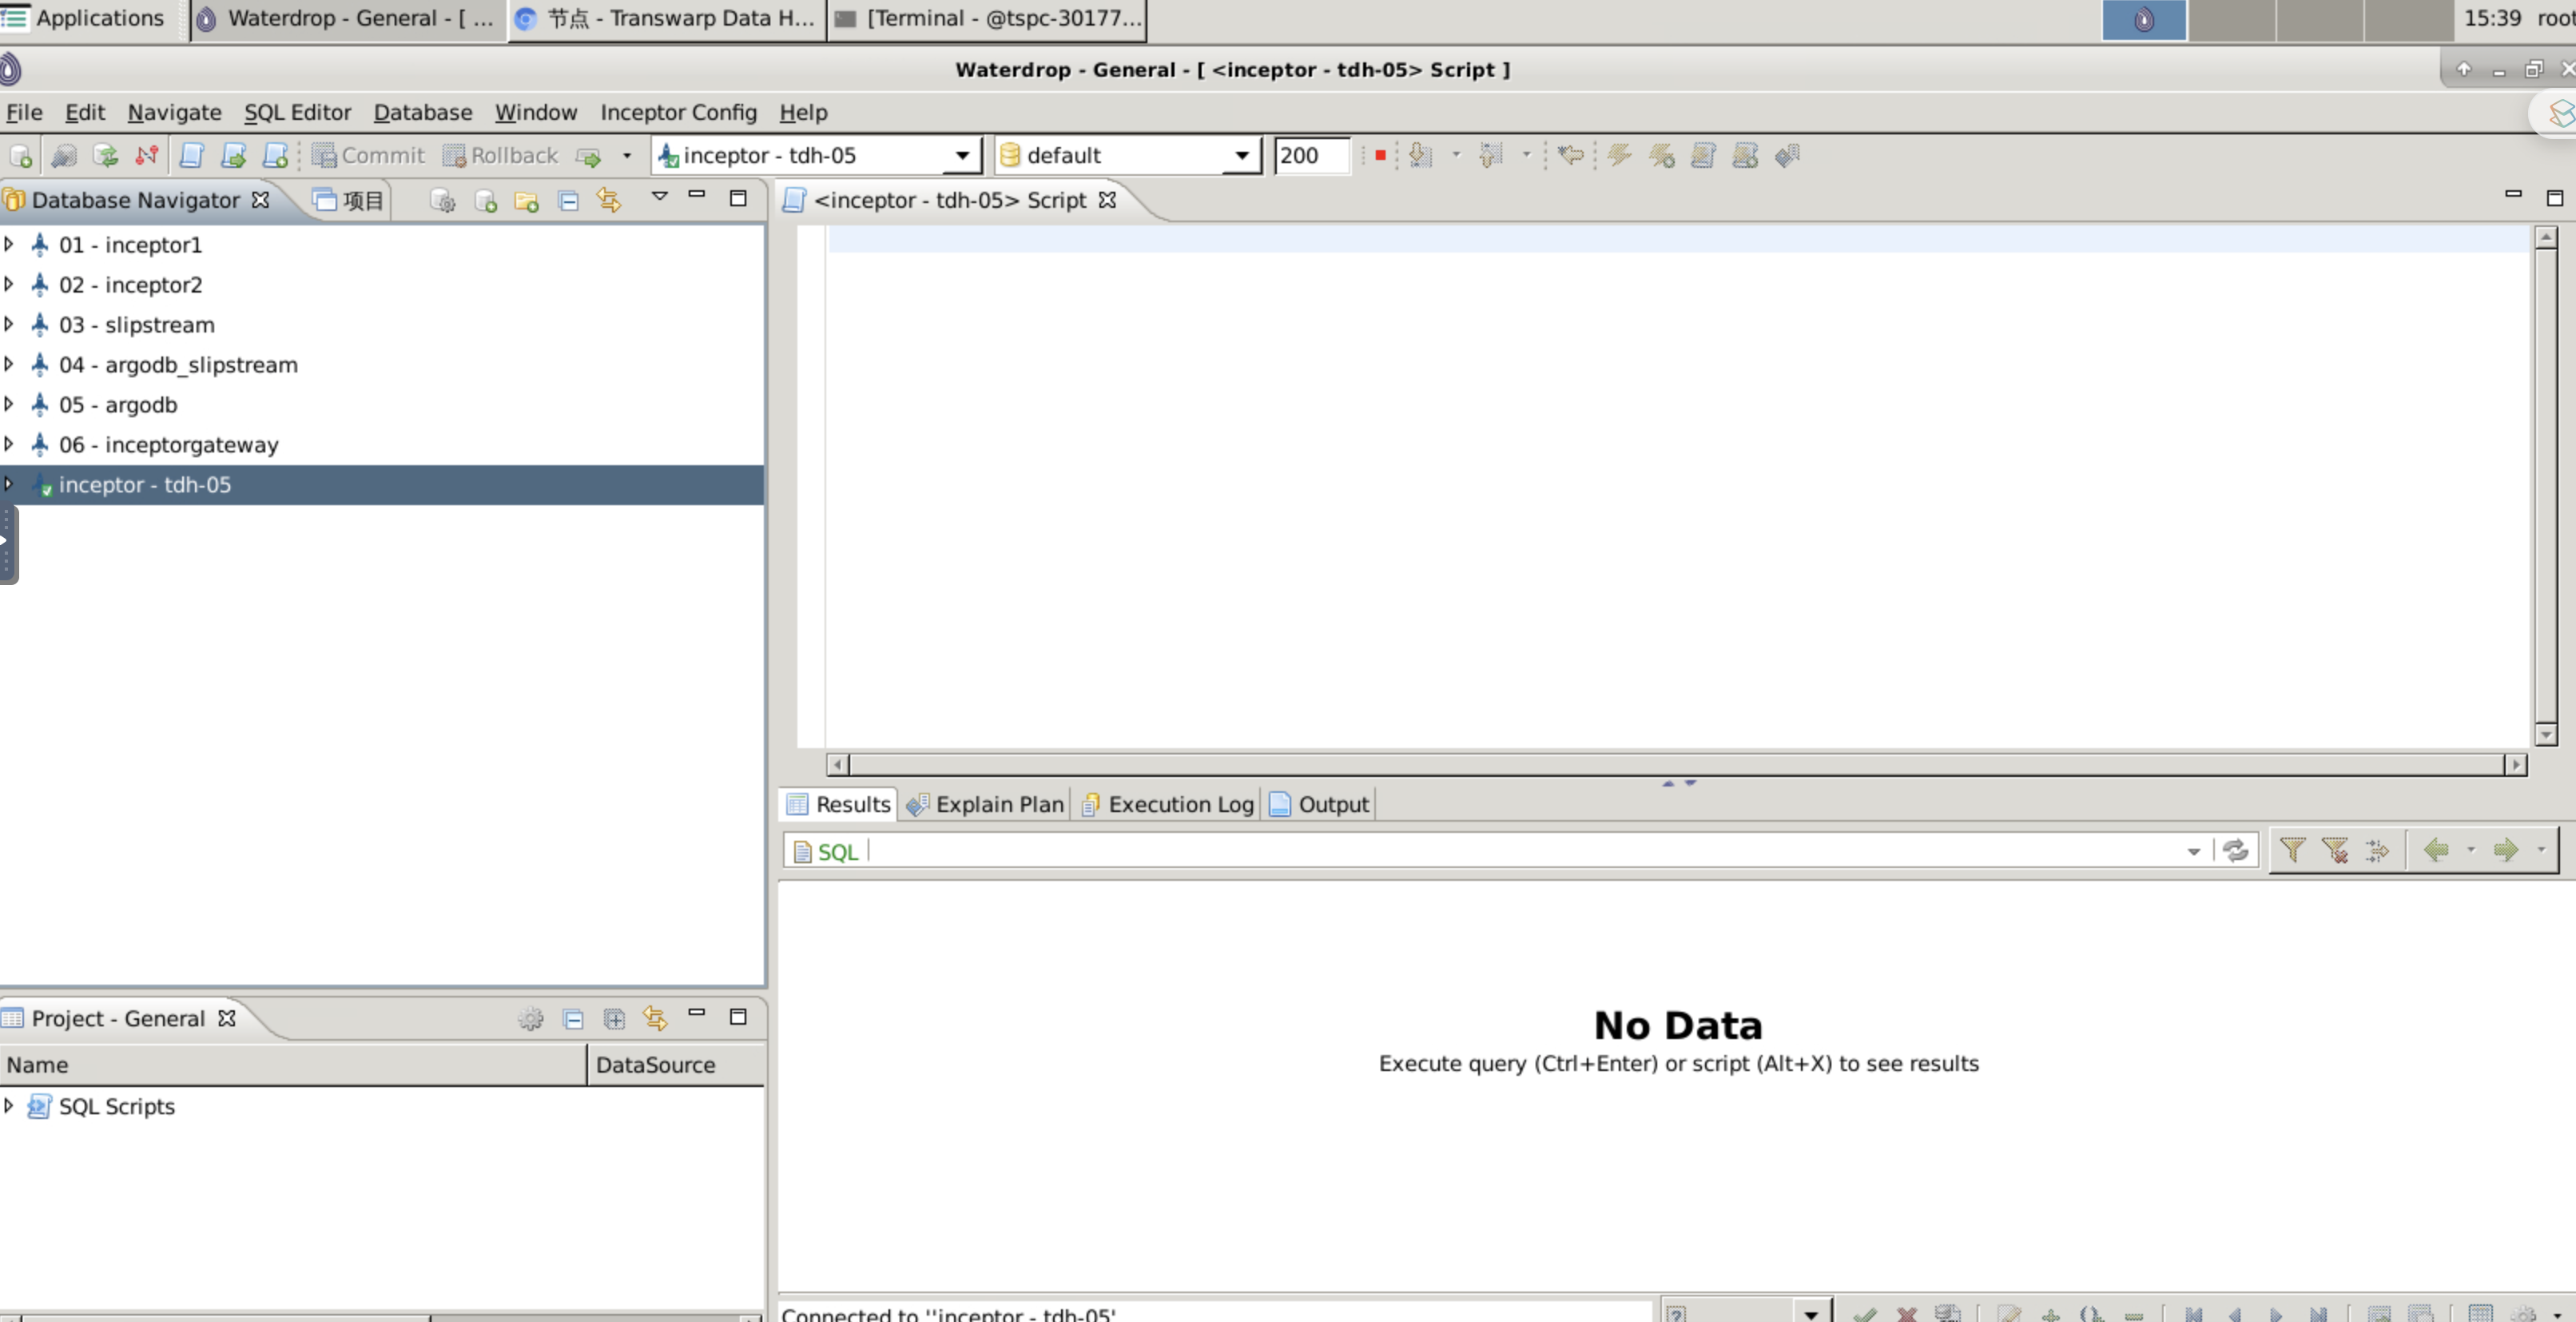 Applications
Waterdrop - General - [ ...
节点 - Transwarp Data H...
[Terminal - @tspc-30177...
15:39
root
Waterdrop - General - [ <inceptor - tdh-05> Script ]
File Edit Navigate SQL Editor Database Window Inceptor Config Help
Commit Rollback inceptor - tdh-05 default 200
Database Navigator 项目
01 - inceptor1
02 - inceptor2
03 - slipstream
04 - argodb_slipstream
05 - argodb
06 - inceptorgateway
inceptor - tdh-05
<inceptor - tdh-05> Script
Results Explain Plan Execution Log Output
SQL
No Data
Execute query (Ctrl+Enter) or script (Alt+X) to see results
Project - General
Name DataSource
SQL Scripts
Connected to ''inceptor - tdh-05'